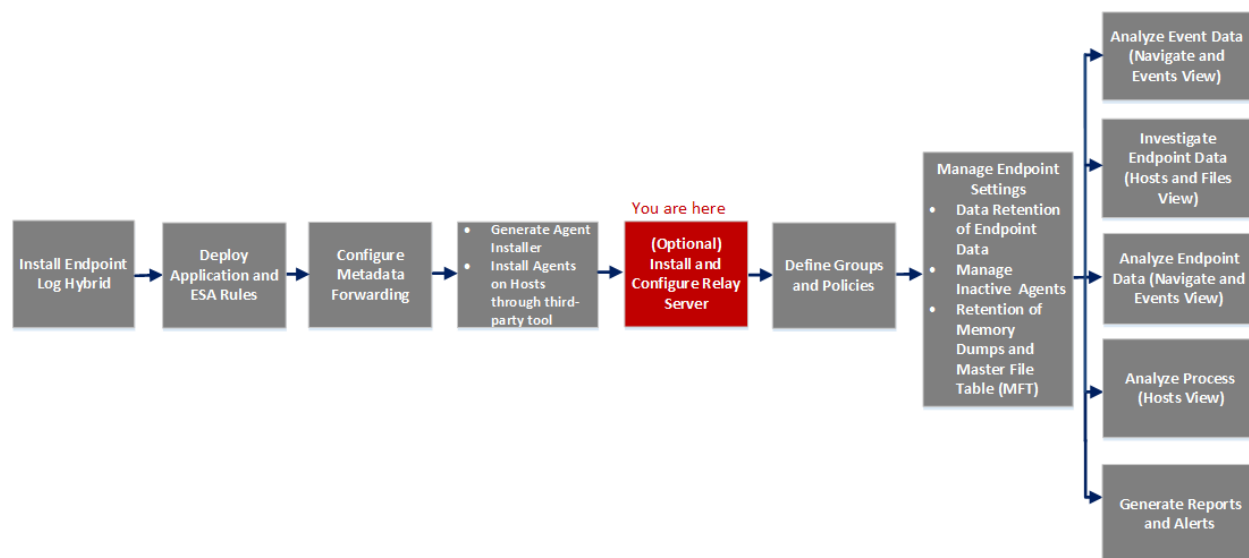 Install Endpoint
Log Hybrid
Deploy
Application and
ESA Rules
Configure
Metadata
Forwarding
• Generate Agent
Installer
• Install Agents
on Hosts
through third-
party tool
You are here
(Optional)
Install and
Configure Relay
Server
Define Groups
and Policies
Manage Endpoint
Settings
• Data Retention
of Endpoint
Data
• Manage
Inactive Agents
• Retention of
Memory
Dumps and
Master File
Table (MFT)
Analyze Event Data
(Navigate and
Events View)
Investigate
Endpoint Data
(Hosts and Files
View)
Analyze Endpoint
Data (Navigate and
Events View)
Analyze Process
(Hosts View)
Generate Reports
and Alerts